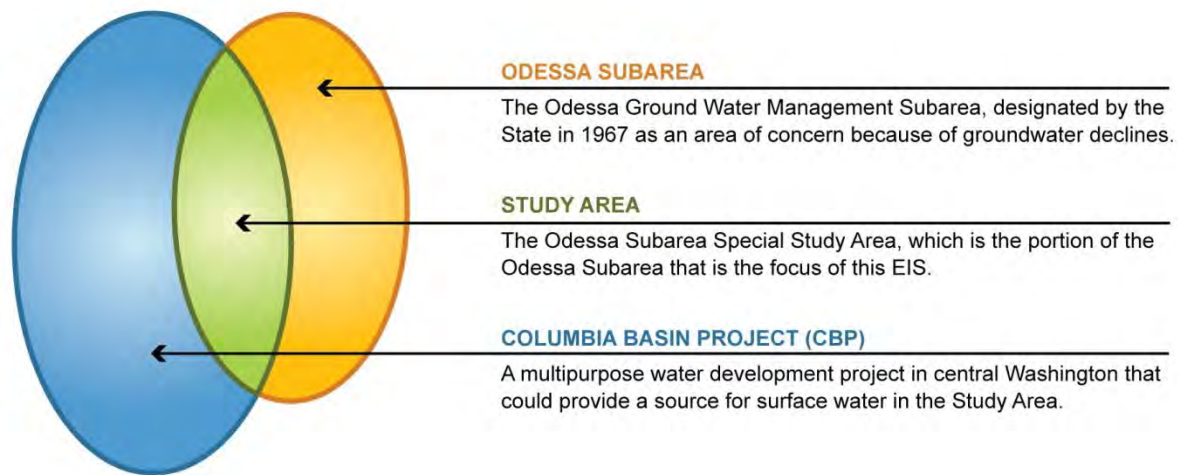 ODESSA SUBAREA
The Odessa Ground Water Management Subarea, designated by the
State in 1967 as an area of concern because of groundwater declines.
STUDY AREA
The Odessa Subarea Special Study Area, which is the portion of the
Odessa Subarea that is the focus of this EIS.
COLUMBIA BASIN PROJECT (CBP)
A multipurpose water development project in central Washington that
could provide a source for surface water in the Study Area.